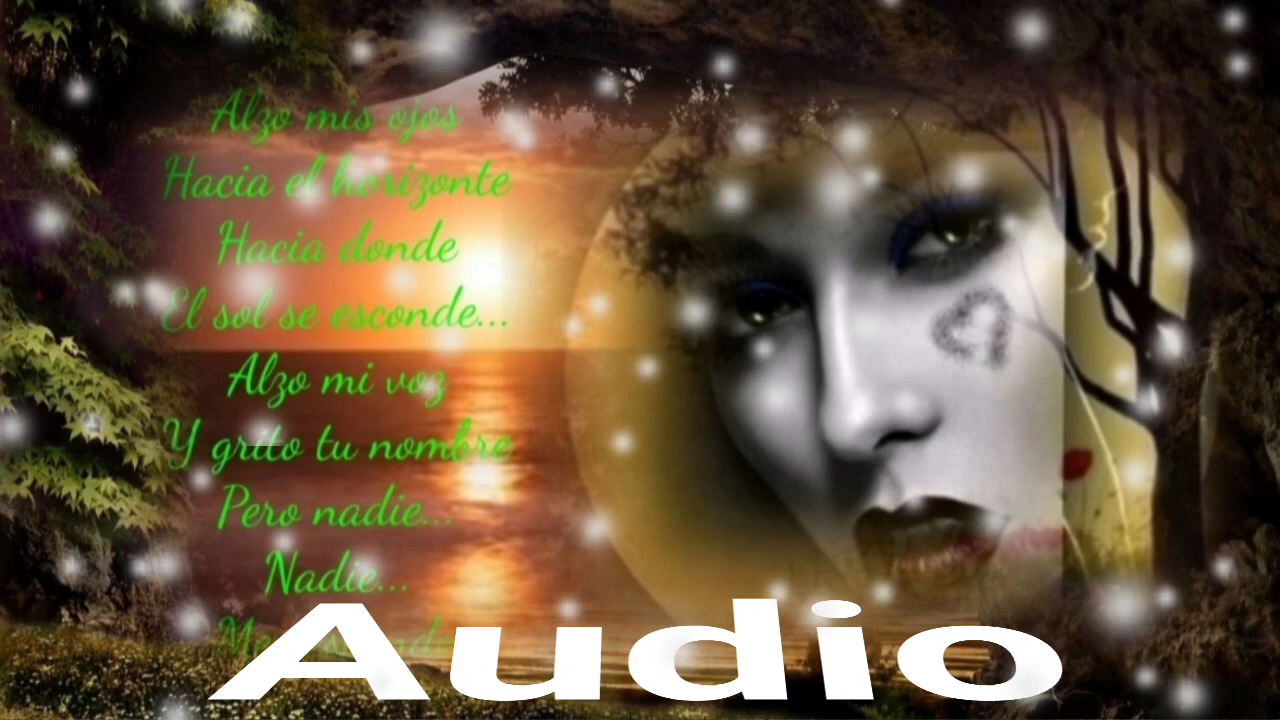 Alzo mis ojos
Hacia el horizonte
Hacia donde
El sol se esconde...
Alzo mi voz
Y grito tu nombre
Pero nadie...
Nadie...
Audio